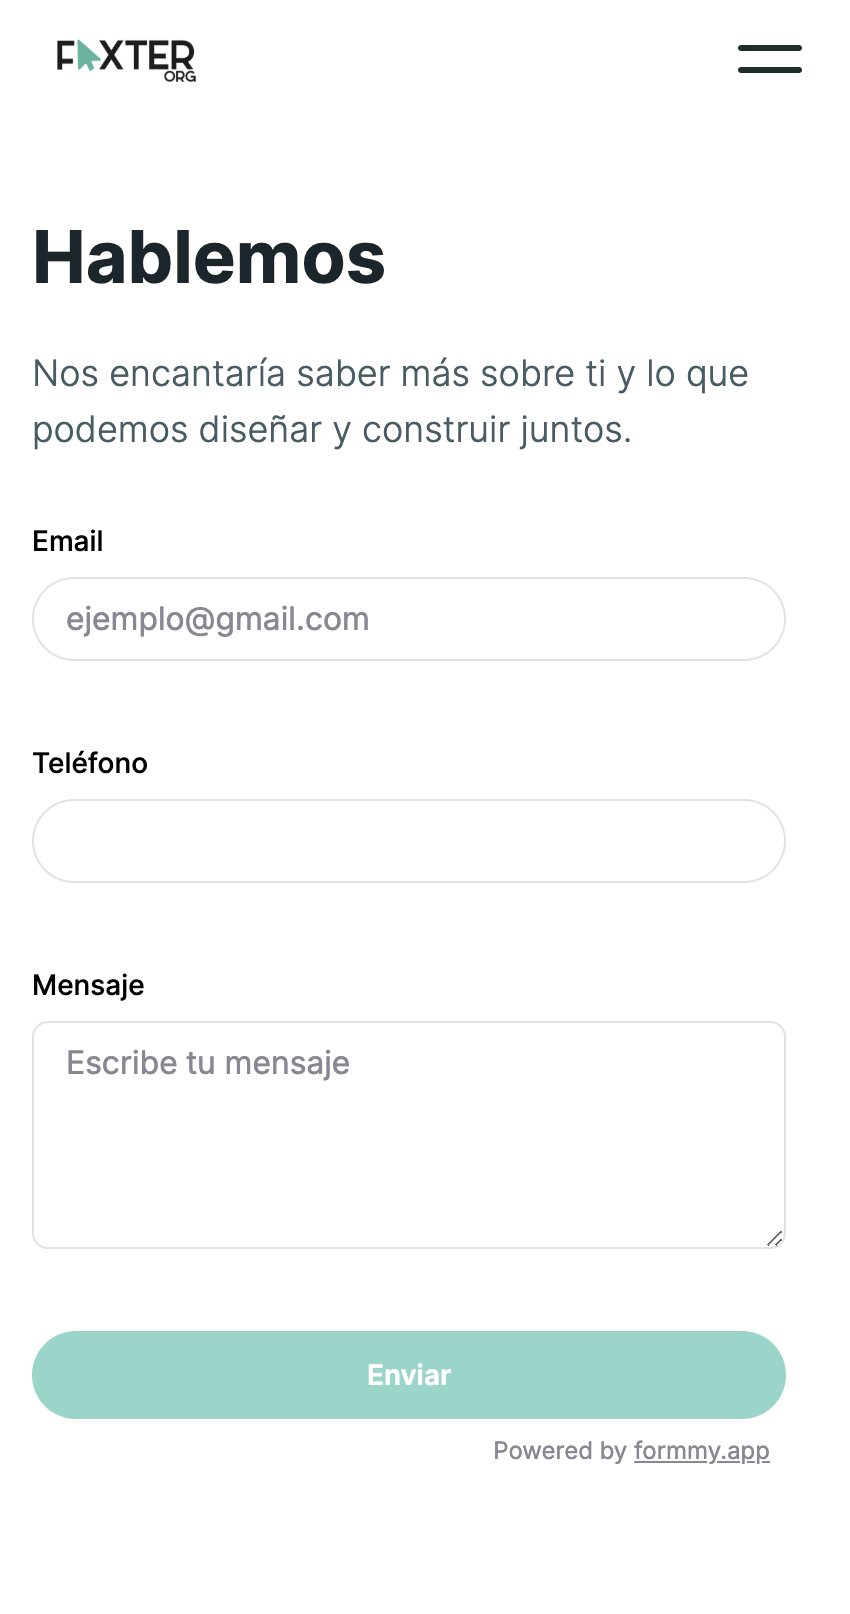 FAXTER
ORG
Hablemos
Nos encantaría saber más sobre ti y lo que
podemos diseñar y construir juntos.
Email
ejemplo@gmail.com
Teléfono
Mensaje
Escribe tu mensaje
Enviar
Powered by formmy.app